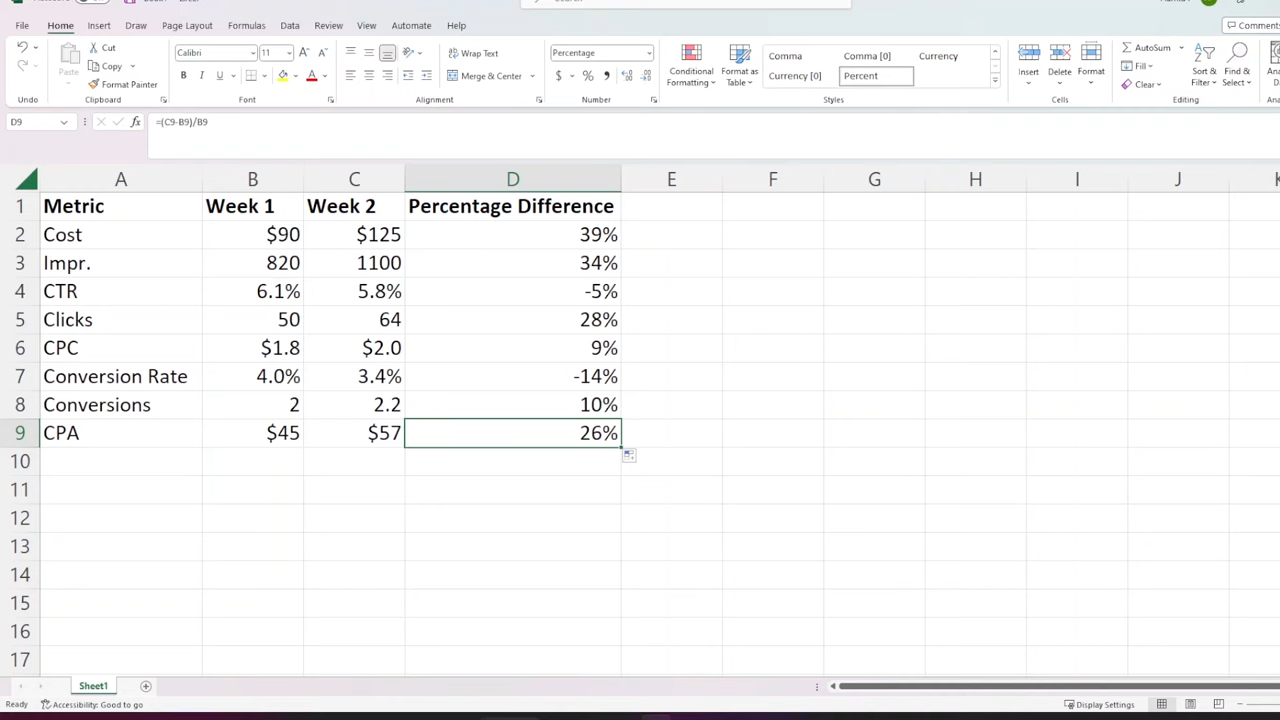 File Home Insert Draw Page Layout Formulas Data Review View Automate Help Comments
Cut
Copy
Format Painter
Paste
Undo Clipboard
Calibri 11
B I U
Font
Wrap Text
Merge & Center
Alignment
Percentage
$ % ,
Number
Conditional Formatting
Format as Table
Comma Comma [0] Currency
Currency [0] Percent
Styles
Insert Delete Format
Cells
AutoSum
Fill
Clear
Sort & Filter
Find & Select
Editing
D9 fx =(C9-B9)/B9
A B C D E F G H I J
1 Metric Week 1 Week 2 Percentage Difference
2 Cost $90 $125 39%
3 Impr. 820 1100 34%
4 CTR 6.1% 5.8% -5%
5 Clicks 50 64 28%
6 CPC $1.8 $2.0 9%
7 Conversion Rate 4.0% 3.4% -14%
8 Conversions 2 2.2 10%
9 CPA $45 $57 26%
10
11
12
13
14
15
16
17
Sheet1
Ready Accessibility: Good to go Display Settings